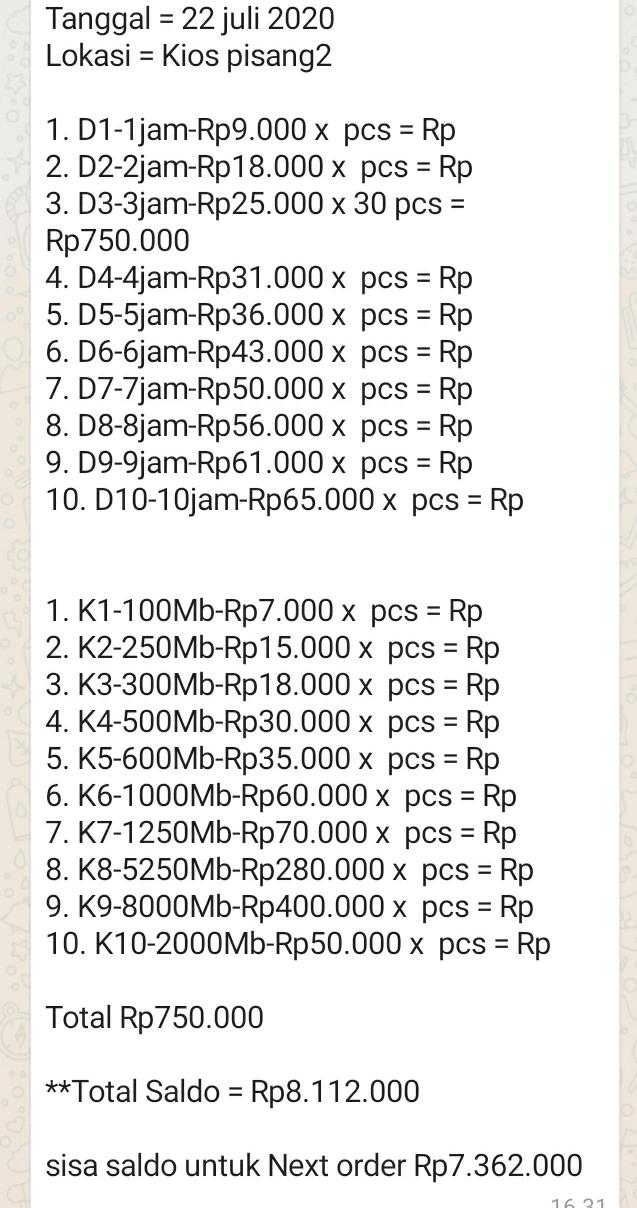 Tanggal = 22 juli 2020
Lokasi = Kios pisang2
1. D1-1jam-Rp9.000 x  pcs = Rp
2. D2-2jam-Rp18.000 x  pcs = Rp
3. D3-3jam-Rp25.000 x 30 pcs =
Rp750.000
4. D4-4jam-Rp31.000 x  pcs = Rp
5. D5-5jam-Rp36.000 x  pcs = Rp
6. D6-6jam-Rp43.000 x  pcs = Rp
7. D7-7jam-Rp50.000 x  pcs = Rp
8. D8-8jam-Rp56.000 x  pcs = Rp
9. D9-9jam-Rp61.000 x  pcs = Rp
10. D10-10jam-Rp65.000 x  pcs = Rp
1. K1-100Mb-Rp7.000 x  pcs = Rp
2. K2-250Mb-Rp15.000 x  pcs = Rp
3. K3-300Mb-Rp18.000 x  pcs = Rp
4. K4-500Mb-Rp30.000 x  pcs = Rp
5. K5-600Mb-Rp35.000 x  pcs = Rp
6. K6-1000Mb-Rp60.000 x  pcs = Rp
7. K7-1250Mb-Rp70.000 x  pcs = Rp
8. K8-5250Mb-Rp280.000 x  pcs = Rp
9. K9-8000Mb-Rp400.000 x  pcs = Rp
10. K10-2000Mb-Rp50.000 x  pcs = Rp
Total Rp750.000
**Total Saldo = Rp8.112.000
sisa saldo untuk Next order Rp7.362.000
16.31